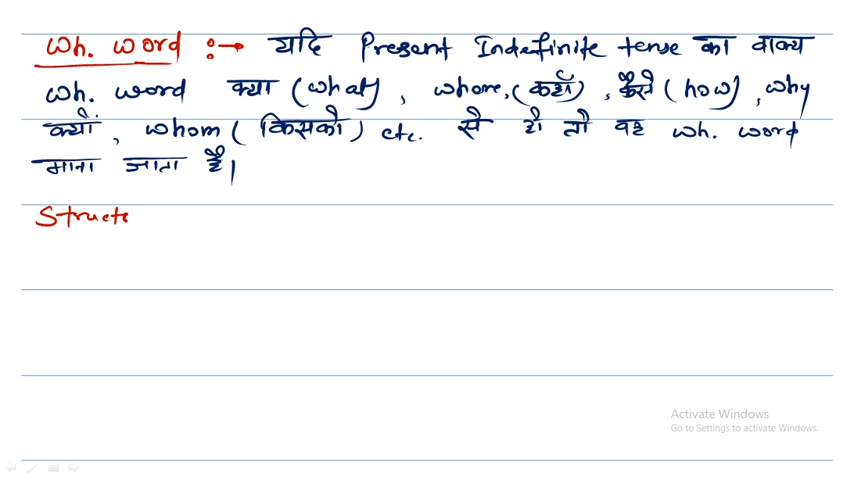 Wh. word :→ यदि Present Indefinite tense का वाक्य
Wh. word क्या (what), whore, (कहाँ), कैसे (how), why
क्यों, whom (किसको) etc. से हो तो वह wh. word
माना जाता है।
Structe
Activate Windows
Go to Settings to activate Windows.